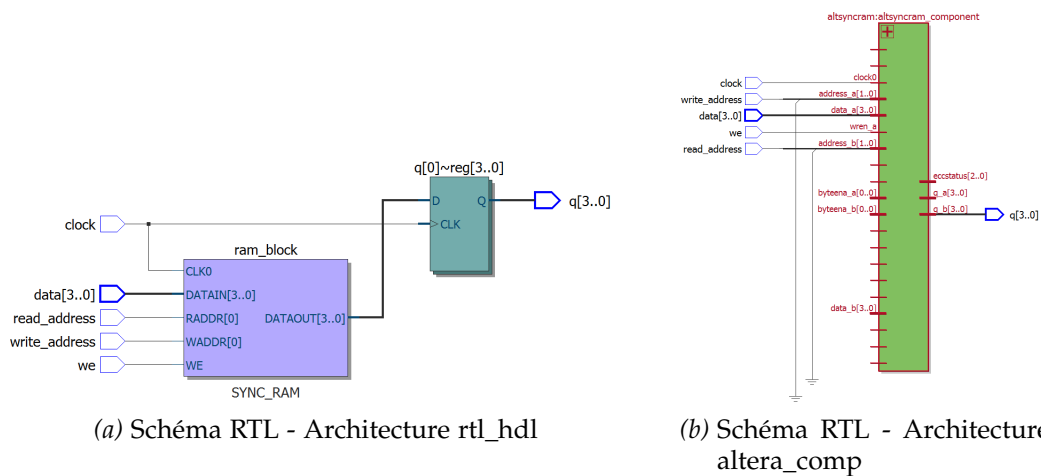 q[0]~reg[3..0]
D
Q
CLK
q[3..0]
clock
ram_block
CLK0
data[3..0]
DATAIN[3..0]
read_address
RADDR[0]
DATAOUT[3..0]
write_address
WADDR[0]
we
WE
SYNC_RAM
(a) Schéma RTL - Architecture rtl_hdl
altsyncram:altsyncram_component
clock
clock0
write_address
address_a[1..0]
data[3..0]
data_a[3..0]
we
wren_a
read_address
address_b[1..0]
eccstatus[2..0]
byteena_a[0..0]
q_a[3..0]
byteena_b[0..0]
q_b[3..0]
q[3..0]
data_b[3..0]
(b) Schéma RTL - Architecture
altera_comp